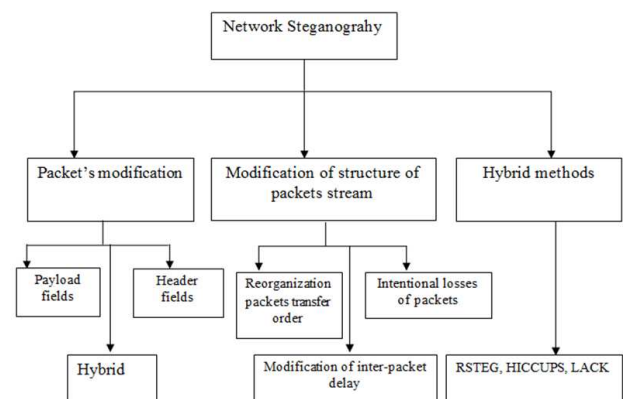 Network Steganograhy
Packet's modification
Modification of structure of
packets stream
Hybrid methods
Payload
fields
Header
fields
Reorganization
packets transfer
order
Intentional losses
of packets
Hybrid
Modification of inter-packet
delay
RSTEG, HICCUPS, LACK